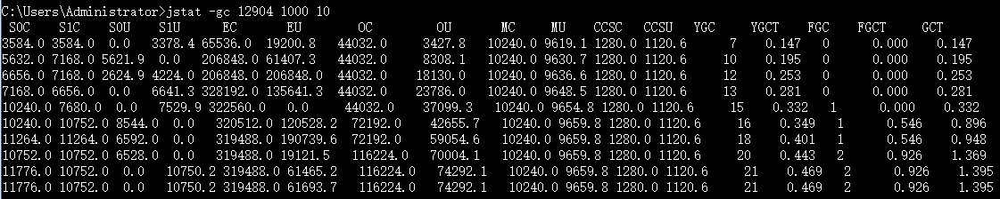 C:\Users\Administrator>jstat -gc 12904 1000 10
S0C S1C S0U S1U EC EU OC OU MC MU CCSC CCSU YGC YGCT FGC FGCT GCT
3584.0 3584.0 0.0 3378.4 65536.0 19200.8 44032.0 3427.8 10240.0 9619.1 1280.0 1120.6 7 0.147 0 0.000 0.147
5632.0 7168.0 5621.9 0.0 206848.0 61407.3 44032.0 8308.1 10240.0 9630.7 1280.0 1120.6 10 0.195 0 0.000 0.195
6656.0 7168.0 2624.9 4224.0 206848.0 206848.0 44032.0 18130.0 10240.0 9636.6 1280.0 1120.6 12 0.253 0 0.000 0.253
7168.0 6656.0 0.0 6641.3 328192.0 135641.3 44032.0 23786.0 10240.0 9648.5 1280.0 1120.6 13 0.281 0 0.000 0.281
10240.0 7680.0 0.0 7529.9 322560.0 0.0 44032.0 37099.3 10240.0 9654.8 1280.0 1120.6 15 0.332 1 0.000 0.332
10240.0 10752.0 8544.0 0.0 320512.0 120528.2 72192.0 42655.7 10240.0 9659.8 1280.0 1120.6 16 0.349 1 0.546 0.896
11264.0 11264.0 6592.0 0.0 319488.0 190739.6 72192.0 59054.6 10240.0 9659.8 1280.0 1120.6 18 0.401 1 0.546 0.948
10752.0 10752.0 6528.0 0.0 319488.0 19121.5 116224.0 70004.1 10240.0 9659.8 1280.0 1120.6 20 0.443 2 0.926 1.369
11776.0 10752.0 0.0 10750.2 319488.0 61465.2 116224.0 74292.1 10240.0 9659.8 1280.0 1120.6 21 0.469 2 0.926 1.395
11776.0 10752.0 0.0 10750.2 319488.0 61693.7 116224.0 74292.1 10240.0 9659.8 1280.0 1120.6 21 0.469 2 0.926 1.395